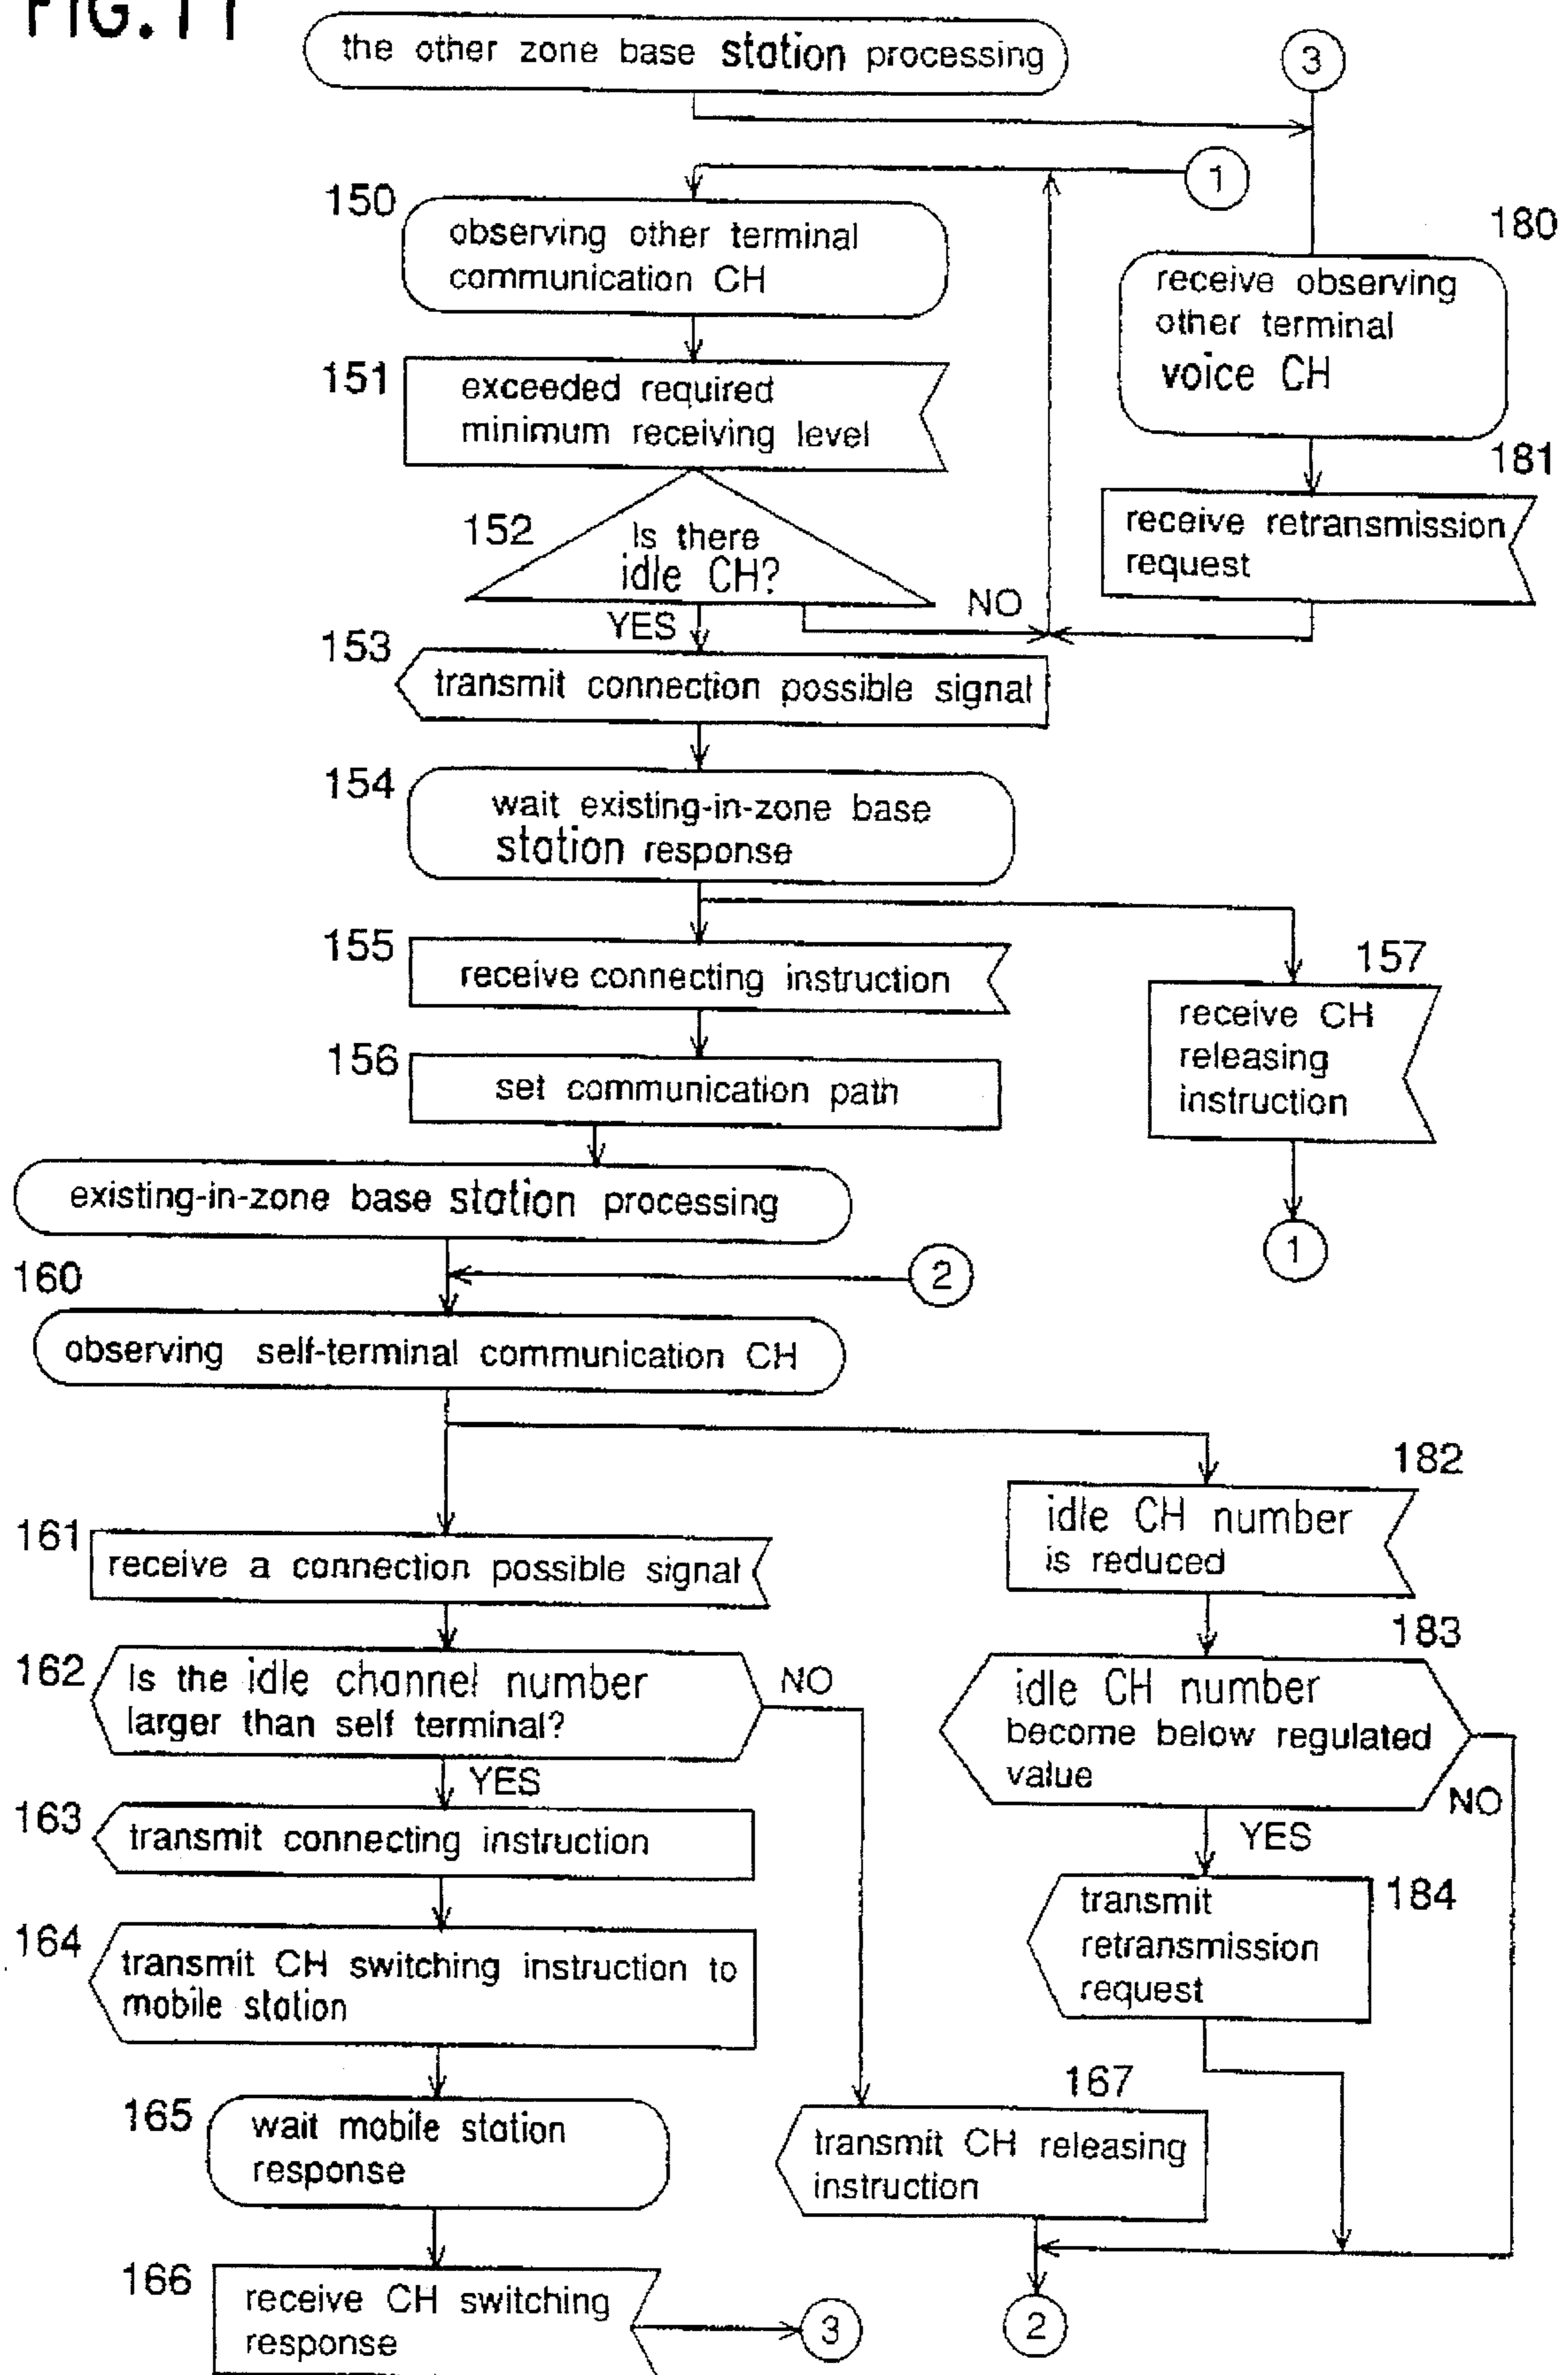 FIG.11
the other zone base station processing
3
1
150
observing other terminal
communication CH
180
receive observing
other terminal
voice CH
151
exceeded required
minimum receiving level
181
receive retransmission
request
152
Is there
idle CH?
NO
YES
153
transmit connection possible signal
154
wait existing-in-zone base
station response
155
receive connecting instruction
157
receive CH
releasing
instruction
156
set communication path
1
existing-in-zone base station processing
2
160
observing self-terminal communication CH
182
idle CH number
is reduced
161
receive a connection possible signal
183
idle CH number
become below regulated
value
NO
YES
162
Is the idle channel number
larger than self terminal?
NO
YES
163
transmit connecting instruction
184
transmit
retransmission
request
164
transmit CH switching instruction to
mobile station
165
wait mobile station
response
167
transmit CH releasing
instruction
166
receive CH switching
response
3
2